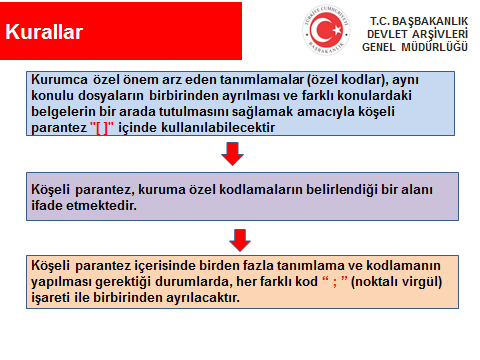 Kurallar
T.C. BAŞBAKANLIK
DEVLET ARŞİVLERİ
GENEL MÜDÜRLÜĞÜ
Kurumca özel önem arz eden tanımlamalar (özel kodlar), aynı
konulu dosyaların birbirinden ayrılması ve farklı konulardaki
belgelerin bir arada tutulmasını sağlamak amacıyla köşeli
parantez "[ ]" içinde kullanılabilecektir
Köşeli parantez, kuruma özel kodlamaların belirlendiği bir alanı
ifade etmektedir.
Köşeli parantez içerisinde birden fazla tanımlama ve kodlamanın
yapılması gerektiği durumlarda, her farklı kod “ ; ” (noktalı virgül)
işareti ile birbirinden ayrılacaktır.